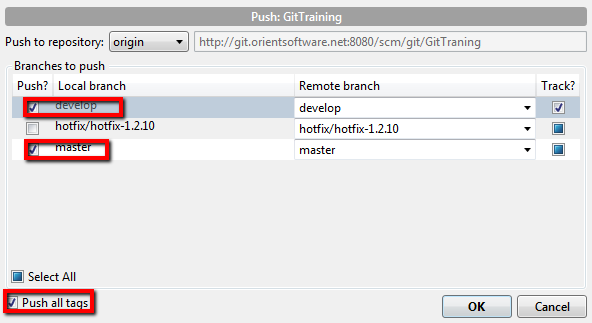 Push: GitTraining
Push to repository: origin http://git.orientsoftware.net:8080/scm/git/GitTraning
Branches to push
Push? Local branch Remote branch Track?
develop develop
hotfix/hotfix-1.2.10 hotfix/hotfix-1.2.10
master master
Select All
Push all tags
OK Cancel